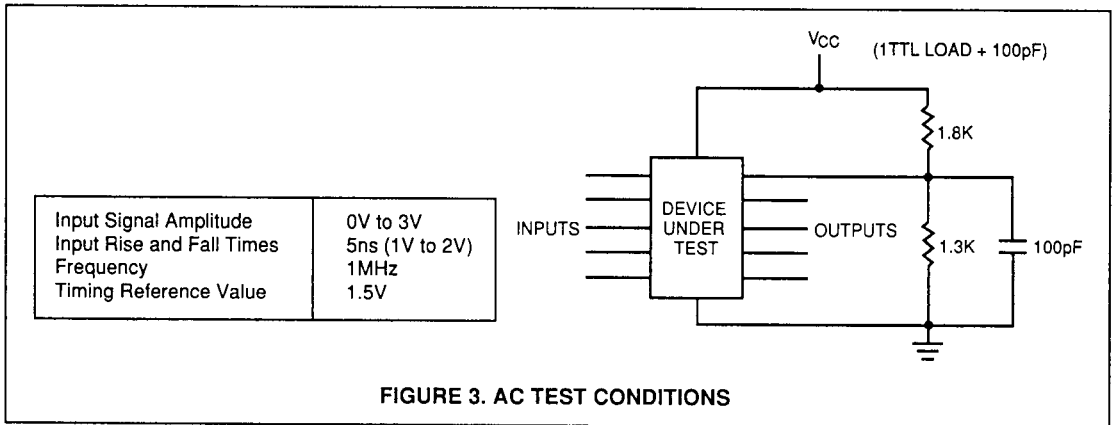 VCC (1TTL LOAD + 100pF)
1.8K
Input Signal Amplitude 0V to 3V
Input Rise and Fall Times 5ns (1V to 2V)
Frequency 1MHz
Timing Reference Value 1.5V
INPUTS
DEVICE
UNDER
TEST
OUTPUTS
1.3K
100pF
FIGURE 3. AC TEST CONDITIONS